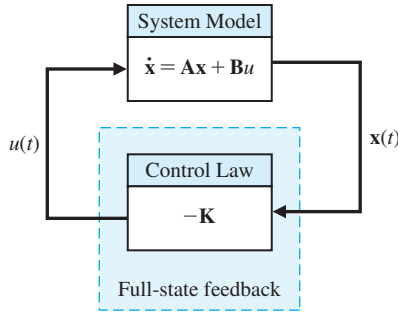 System Model
ẋ = Ax + Bu
u(t)
x(t)
Control Law
−K
Full-state feedback